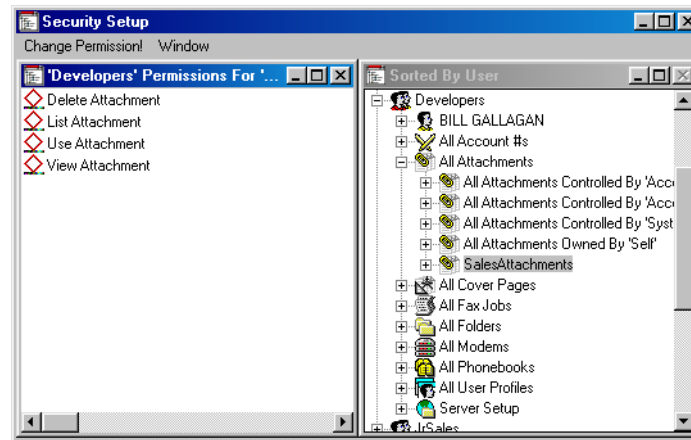 Security Setup
Change Permission! Window
'Developers' Permissions For '...
Delete Attachment
List Attachment
Use Attachment
View Attachment
Sorted By User
Developers
BILL GALLAGAN
All Account #s
All Attachments
All Attachments Controlled By 'Acco
All Attachments Controlled By 'Acco
All Attachments Controlled By 'Syst
All Attachments Owned By 'Self'
SalesAttachments
All Cover Pages
All Fax Jobs
All Folders
All Modems
All Phonebooks
All User Profiles
Server Setup
JrSales